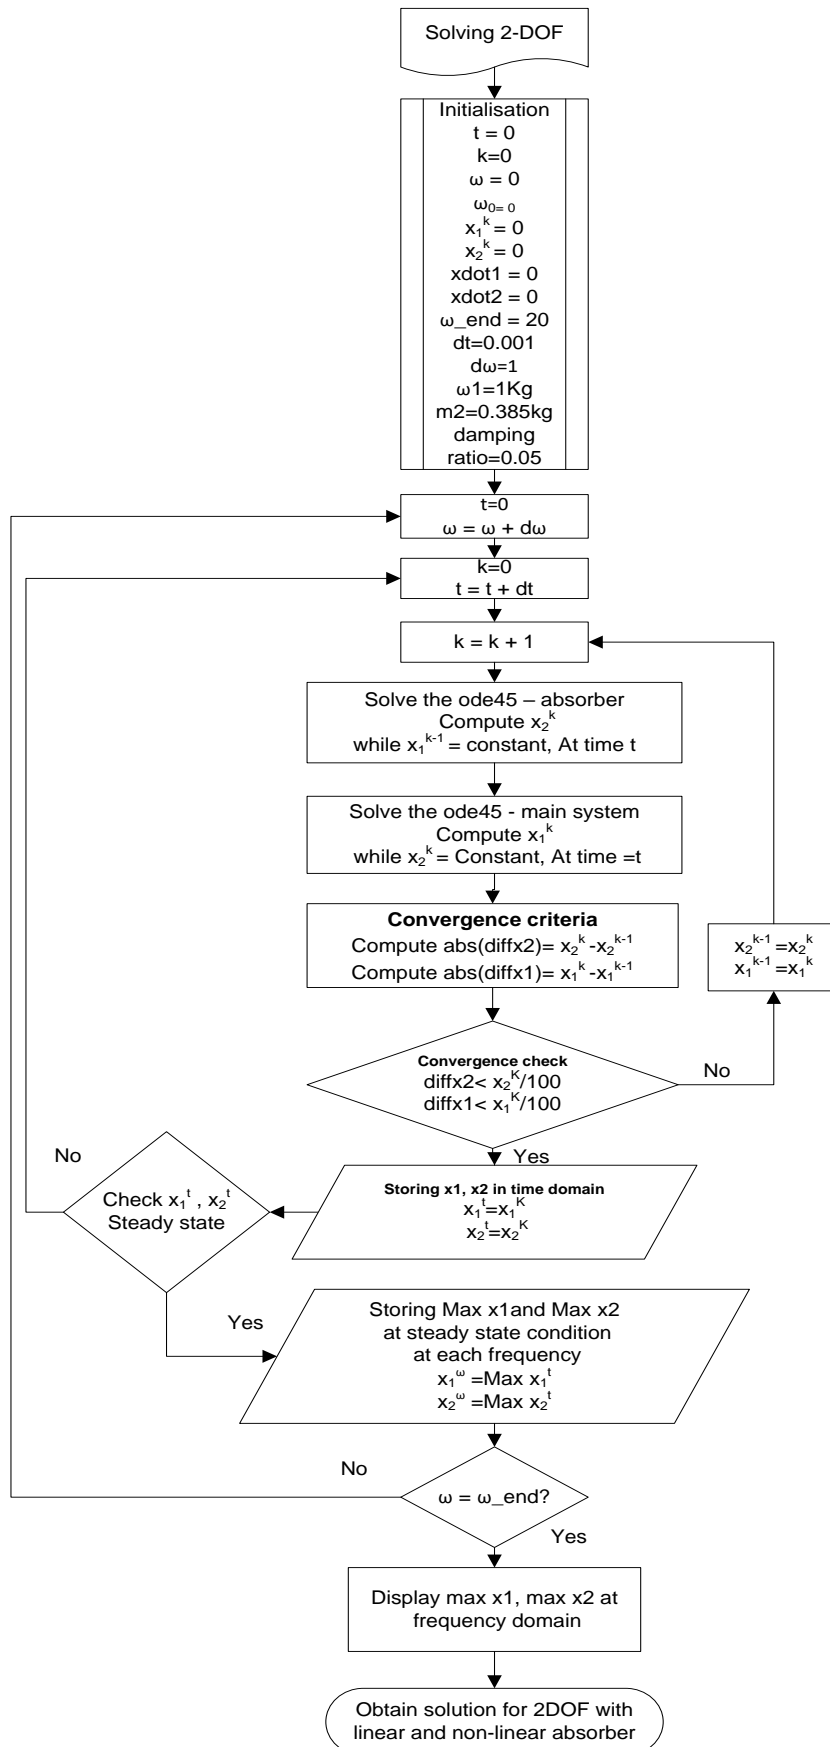 Solving 2-DOF
Initialisation
t = 0
k=0
ω = 0
ω₀₌ ₀
x₁ᵏ = 0
x₂ᵏ = 0
xdot1 = 0
xdot2 = 0
ω_end = 20
dt=0.001
dω=1
ω1=1Kg
m2=0.385kg
damping
ratio=0.05
t=0
ω = ω + dω
k=0
t = t + dt
k = k + 1
Solve the ode45 – absorber
Compute x₂ᵏ
while x₁ᵏ⁻¹ = constant, At time t
Solve the ode45 - main system
Compute x₁ᵏ
while x₂ᵏ = Constant, At time =t
Convergence criteria
Compute abs(diffx2)= x₂ᵏ -x₂ᵏ⁻¹
Compute abs(diffx1)= x₁ᵏ -x₁ᵏ⁻¹
x₂ᵏ⁻¹ =x₂ᵏ
x₁ᵏ⁻¹ =x₁ᵏ
Convergence check
diffx2< x₂ᴷ/100
diffx1< x₁ᴷ/100
No
Yes
Storing x1, x2 in time domain
x₁ᵗ=x₁ᴷ
x₂ᵗ=x₂ᴷ
No
Check x₁ᵗ , x₂ᵗ
Steady state
Yes
Storing Max x1and Max x2
at steady state condition
at each frequency
x₁^ω =Max x₁ᵗ
x₂^ω =Max x₂ᵗ
No
ω = ω_end?
Yes
Display max x1, max x2 at
frequency domain
Obtain solution for 2DOF with
linear and non-linear absorber